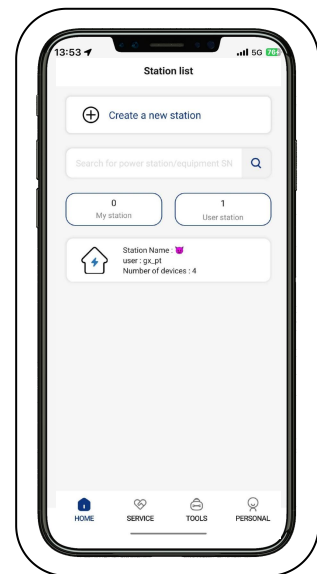 13:53 5G 76
Station list
Create a new station
Search for power station/equipment SN
0
My station
1
User station
Station Name : 😈
user : gx_pt
Number of devices : 4
HOME SERVICE TOOLS PERSONAL